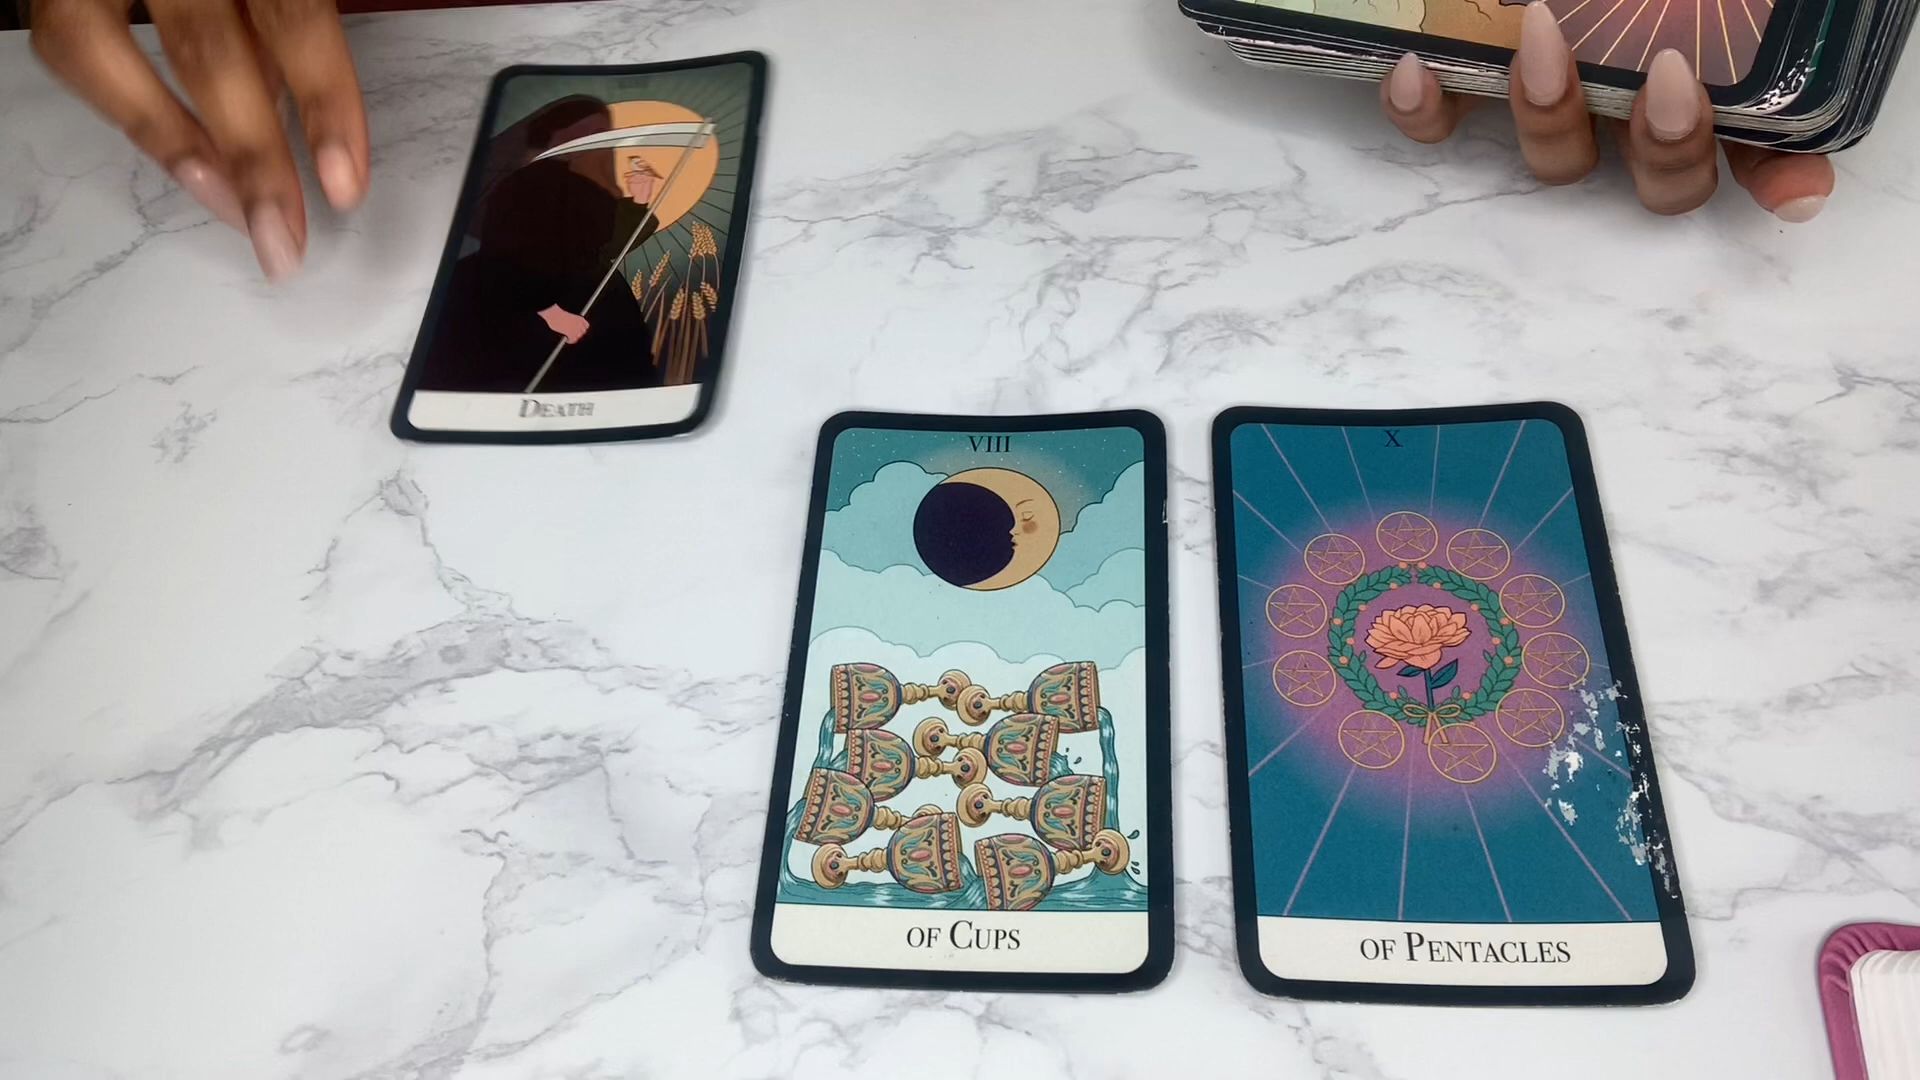 DEATH
VIII
OF CUPS
X
OF PENTACLES